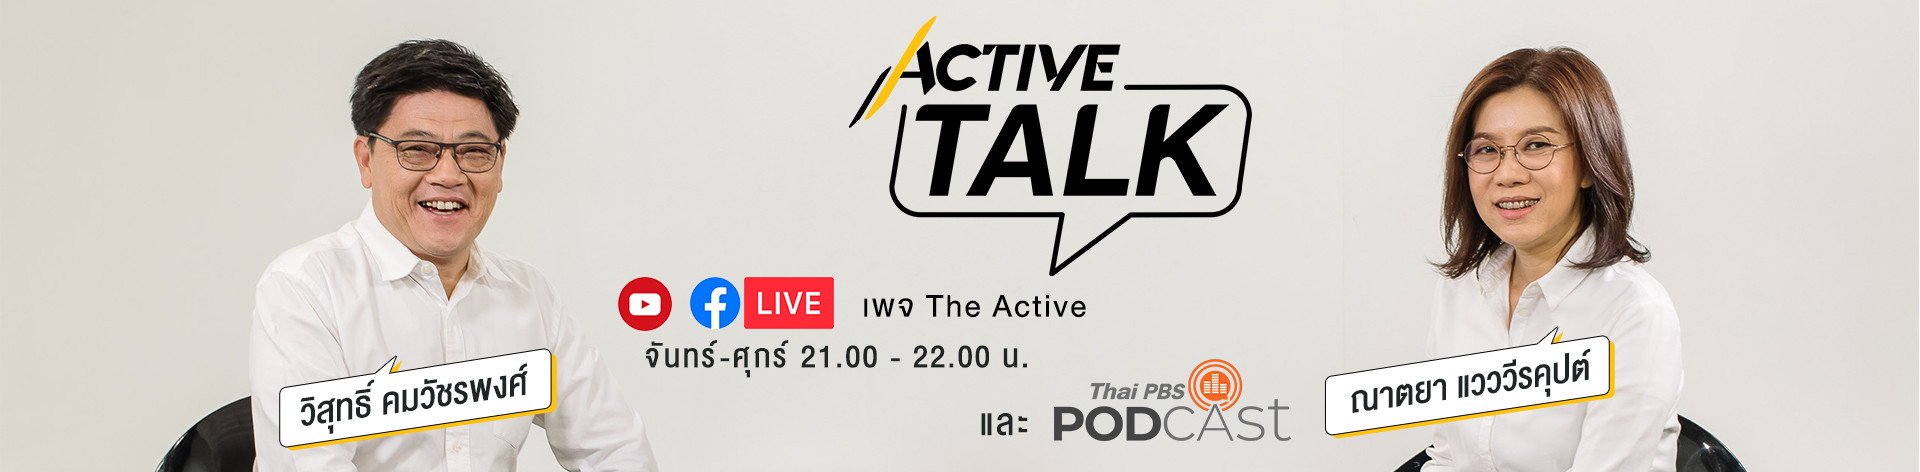 ACTIVE
TALK
LIVE เพจ The Active
จันทร์-ศุกร์ 21.00 - 22.00 น.
และ Thai PBS
PODCAST
วิสุทธิ์ คมวัชรพงศ์
ณาตยา แวววีรคุปต์